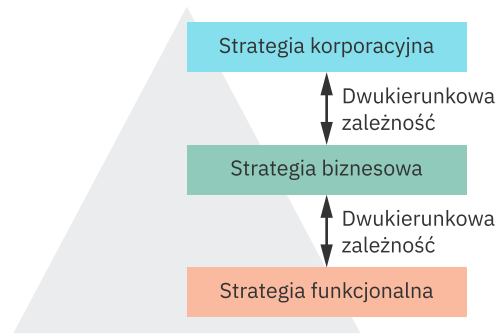 Strategia korporacyjna
Dwukierunkowa
zależność
Strategia biznesowa
Dwukierunkowa
zależność
Strategia funkcjonalna